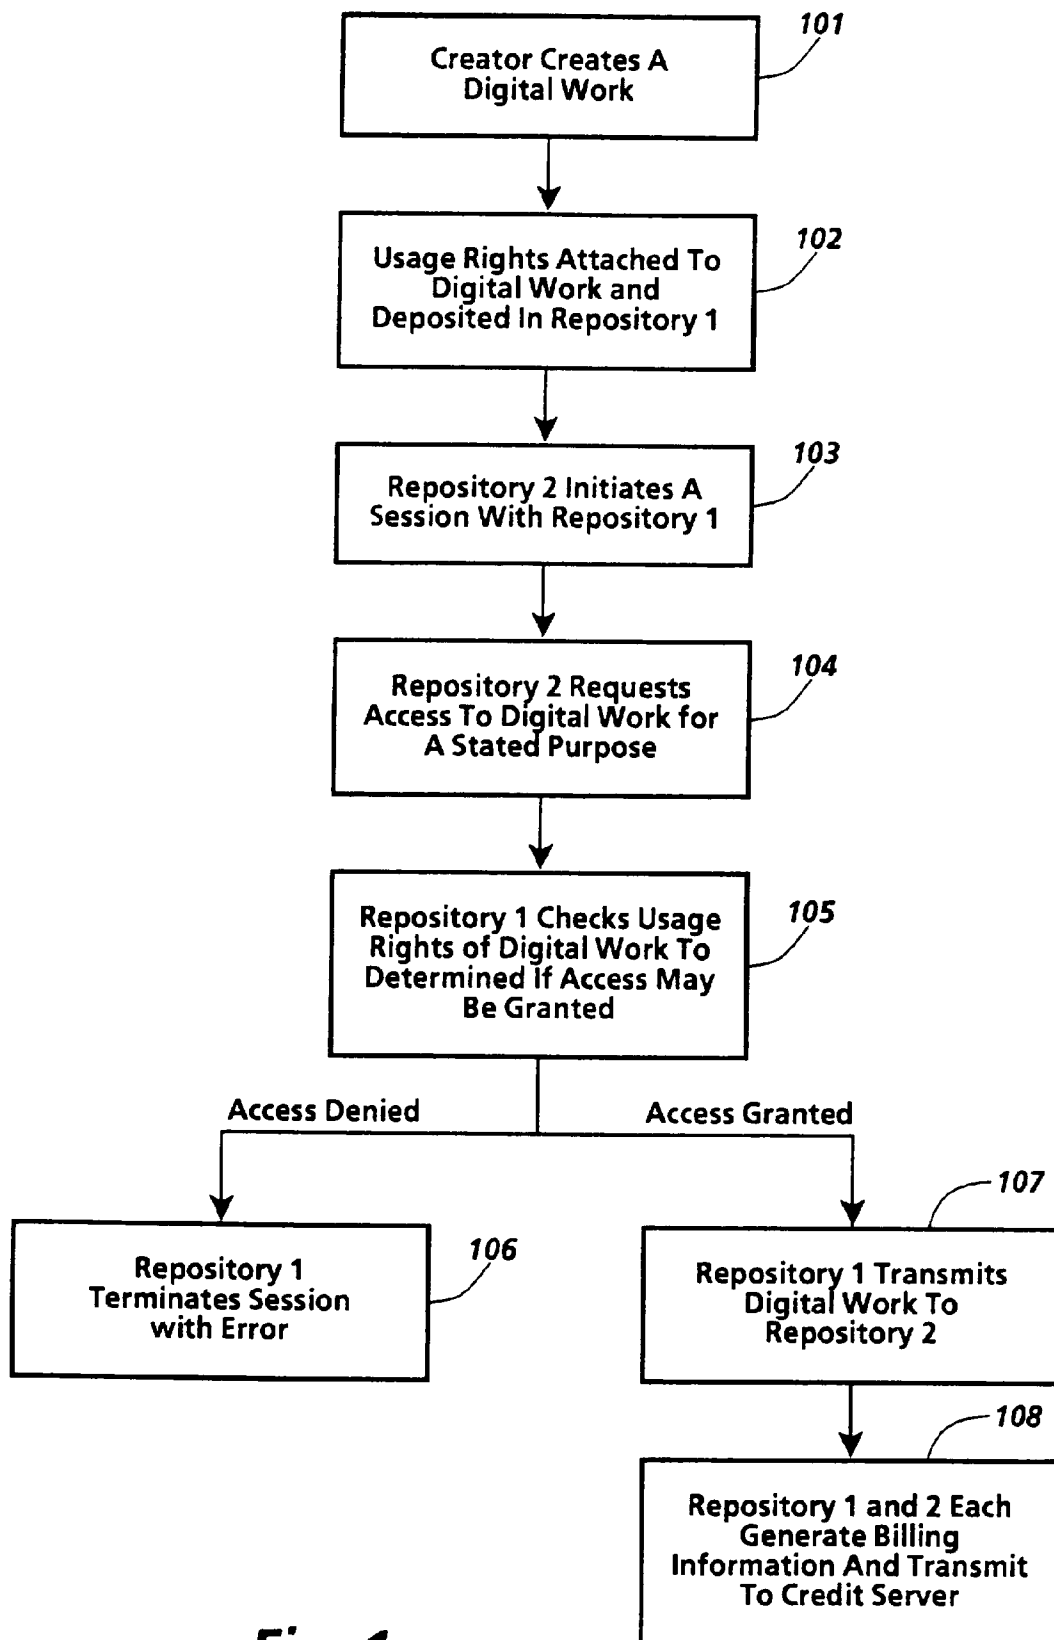 101
Creator Creates A
Digital Work
102
Usage Rights Attached To
Digital Work and
Deposited In Repository 1
103
Repository 2 Initiates A
Session With Repository 1
104
Repository 2 Requests
Access To Digital Work for
A Stated Purpose
105
Repository 1 Checks Usage
Rights of Digital Work To
Determined If Access May
Be Granted
Access Denied
Access Granted
106
Repository 1
Terminates Session
with Error
107
Repository 1 Transmits
Digital Work To
Repository 2
108
Repository 1 and 2 Each
Generate Billing
Information And Transmit
To Credit Server